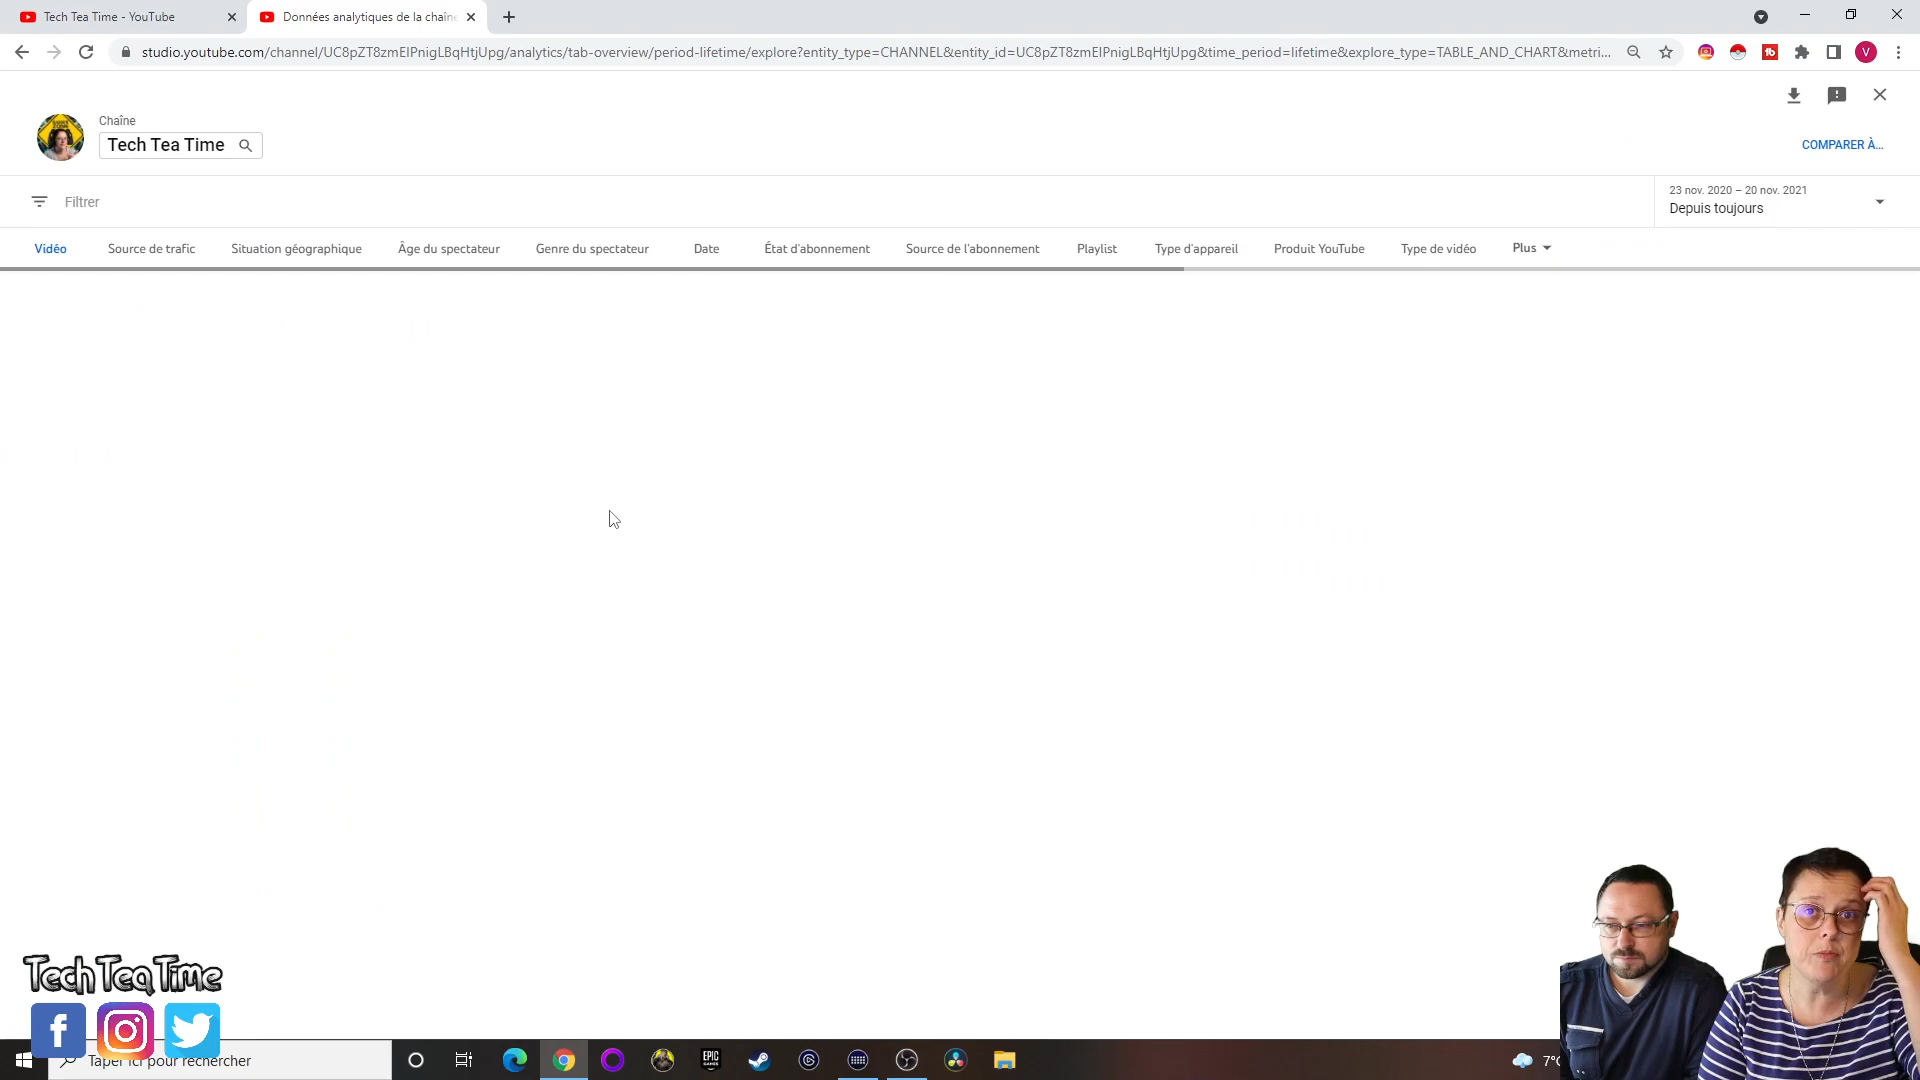 Tech Tea Time - YouTube
Données analytiques de la chaîne
studio.youtube.com/channel/UC8pZT8zmEIPnigLBqHtjUpg/analytics/tab-overview/period-lifetime/explore?entity_type=CHANNEL&entity_id=UC8pZT8zmEIPnigLBqHtjUpg&time_period=lifetime&explore_type=TABLE_AND_CHART&metri...
V
Chaîne
Tech Tea Time
COMPARER À...
Filtrer
23 nov. 2020 – 20 nov. 2021
Depuis toujours
Vidéo
Source de trafic
Situation géographique
Âge du spectateur
Genre du spectateur
Date
État d'abonnement
Source de l'abonnement
Playlist
Type d'appareil
Produit YouTube
Type de vidéo
Plus
Tech Tea Time
Taper ici pour rechercher
EPIC GAMES
7°C